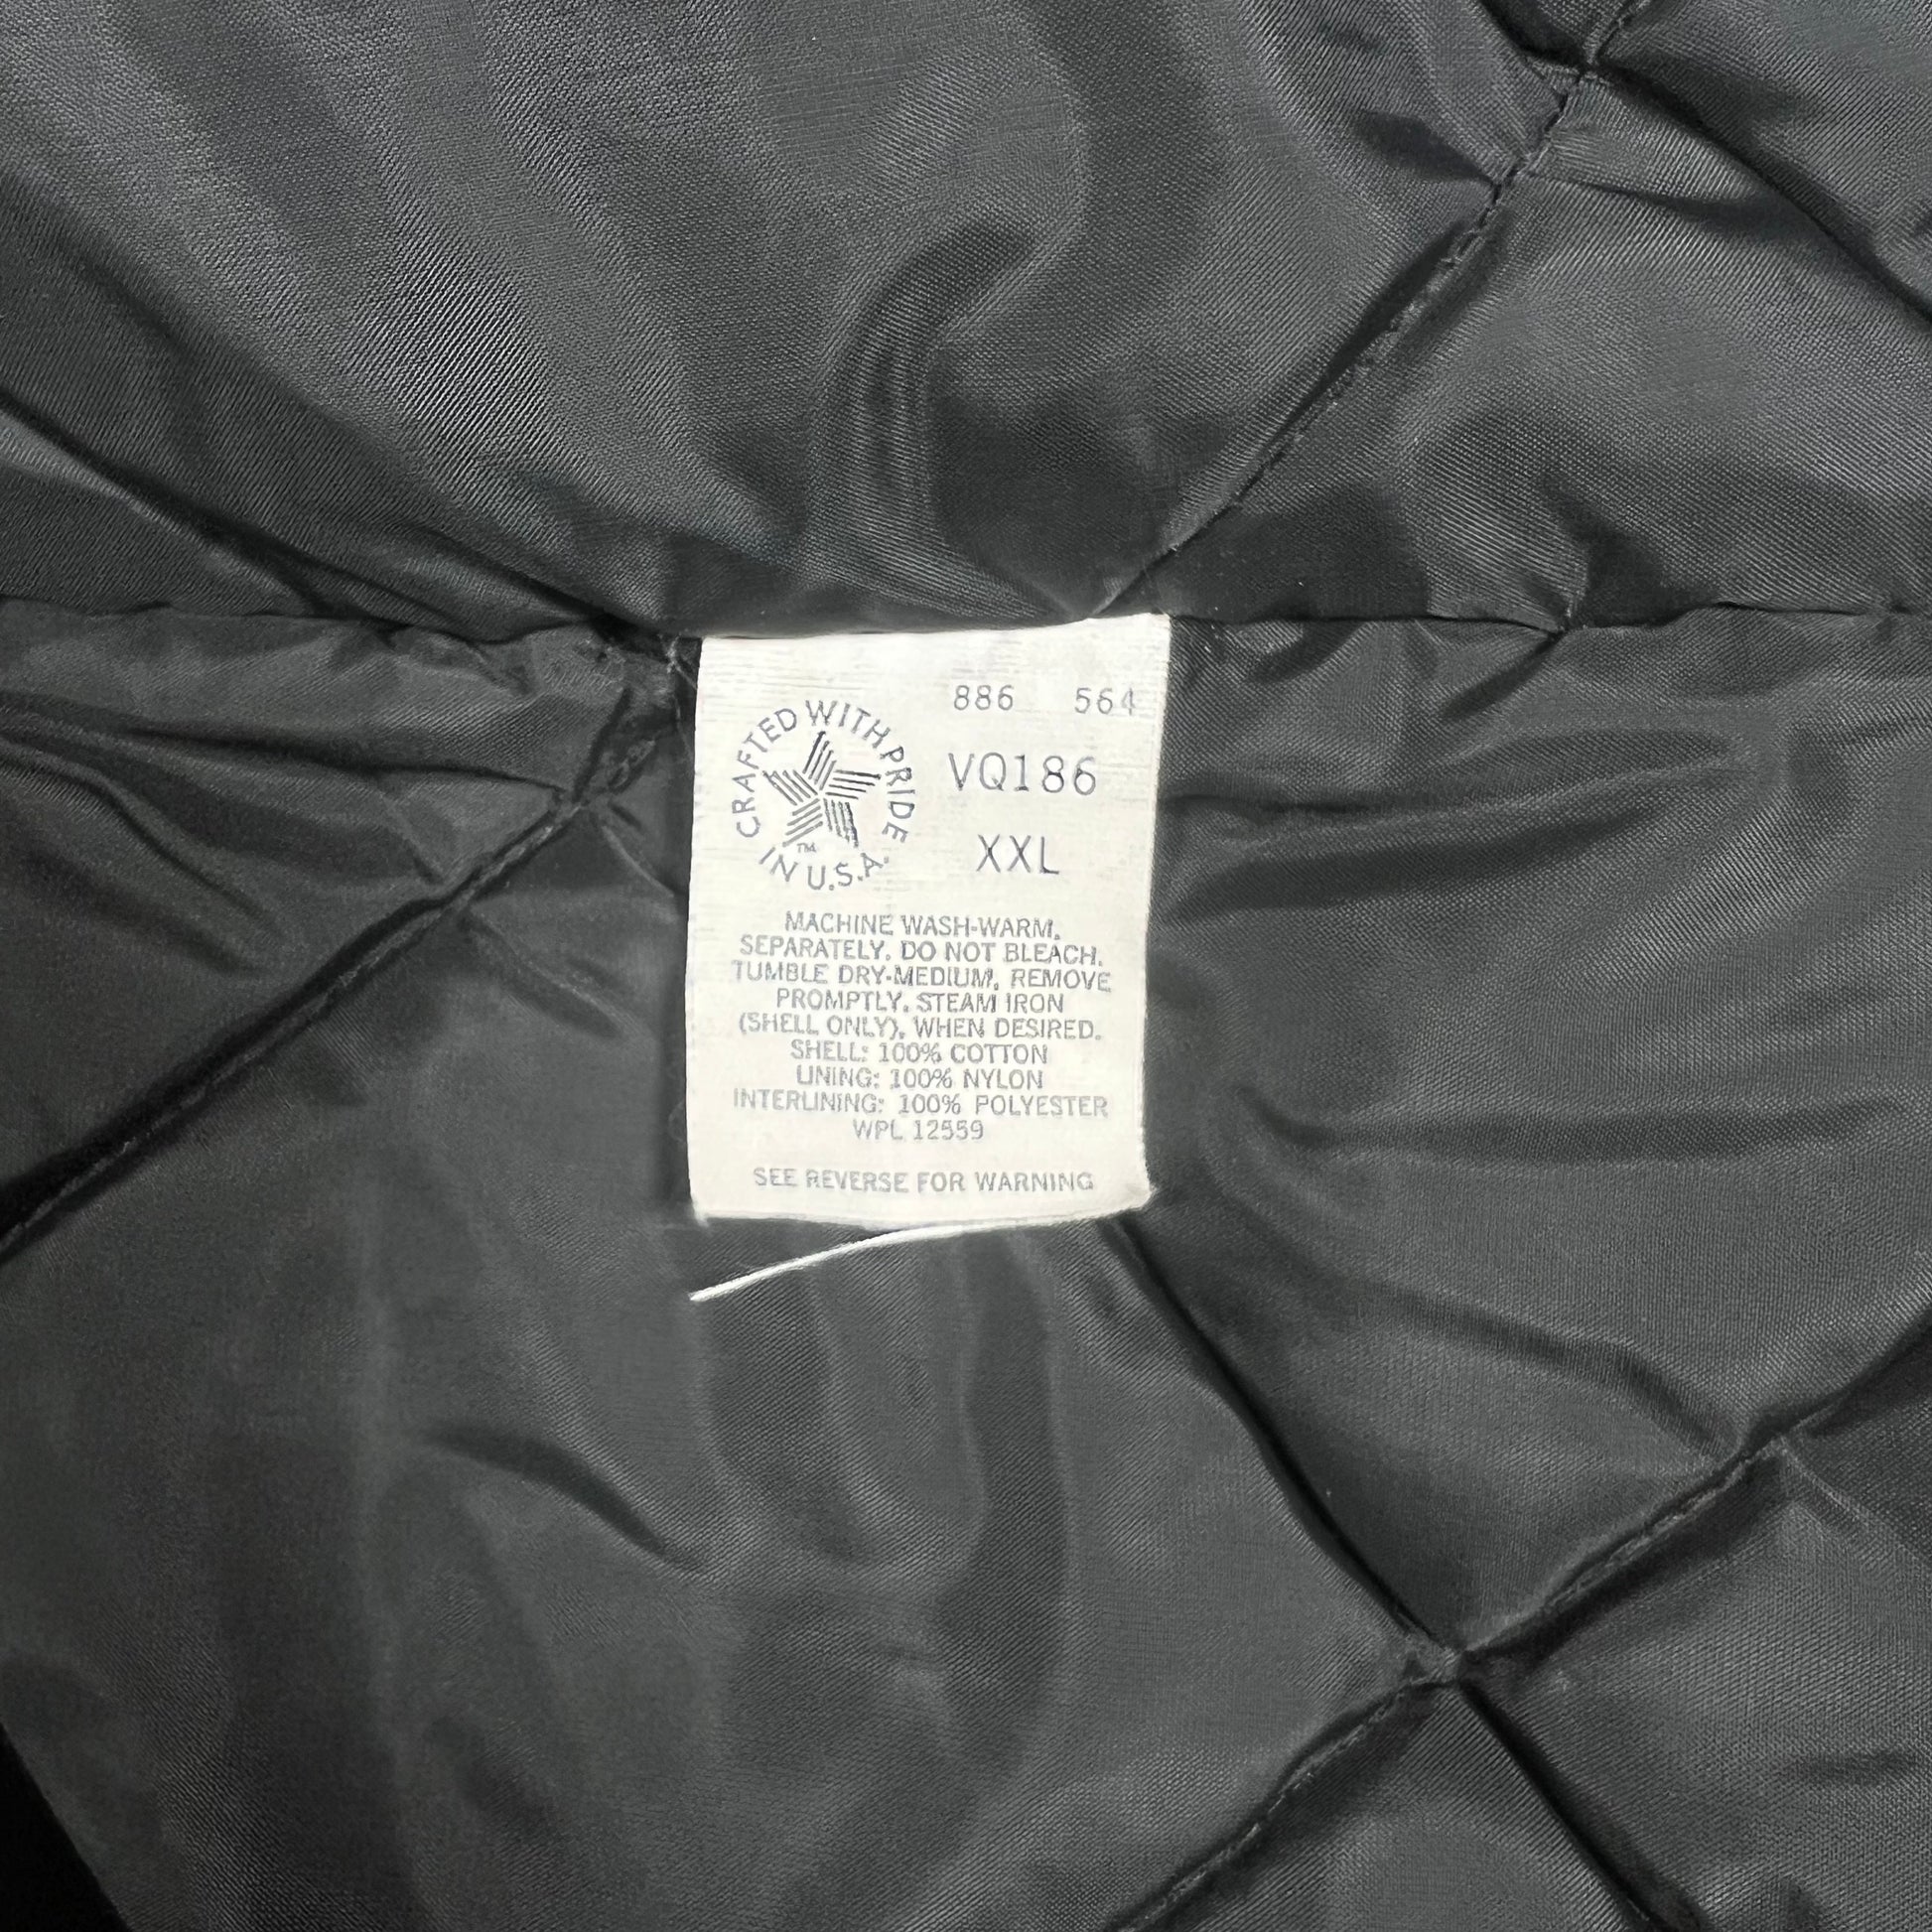 886 564
CRAFTED WITH PRIDE
IN U.S.A.
TM
VQ186
XXL
MACHINE WASH-WARM,
SEPARATELY. DO NOT BLEACH.
TUMBLE DRY-MEDIUM, REMOVE
PROMPTLY. STEAM IRON
(SHELL ONLY), WHEN DESIRED.
SHELL: 100% COTTON
LINING: 100% NYLON
INTERLINING: 100% POLYESTER
WPL 12559
SEE REVERSE FOR WARNING